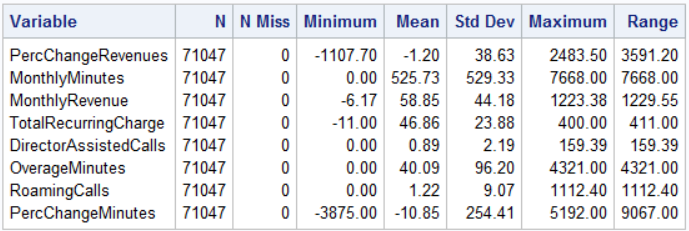 Variable N N Miss Minimum Mean Std Dev Maximum Range
PercChangeRevenues 71047 0 -1107.70 -1.20 38.63 2483.50 3591.20
MonthlyMinutes 71047 0 0.00 525.73 529.33 7668.00 7668.00
MonthlyRevenue 71047 0 -6.17 58.85 44.18 1223.38 1229.55
TotalRecurringCharge 71047 0 -11.00 46.86 23.88 400.00 411.00
DirectorAssistedCalls 71047 0 0.00 0.89 2.19 159.39 159.39
OverageMinutes 71047 0 0.00 40.09 96.20 4321.00 4321.00
RoamingCalls 71047 0 0.00 1.22 9.07 1112.40 1112.40
PercChangeMinutes 71047 0 -3875.00 -10.85 254.41 5192.00 9067.00